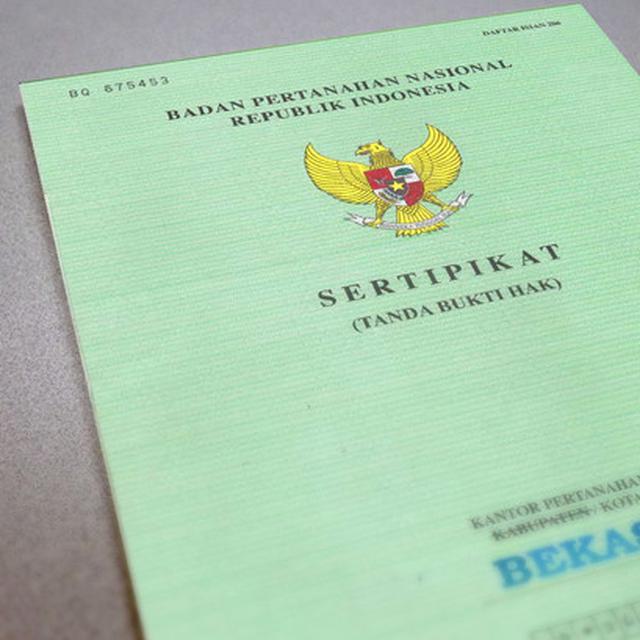 DAFTAR ISIAN 206
BQ 675453
BADAN PERTANAHAN NASIONAL
REPUBLIK INDONESIA
SERTIPIKAT
(TANDA BUKTI HAK)
KANTOR PERTANAHAN
KABUPATEN / KOTA
BEKAS